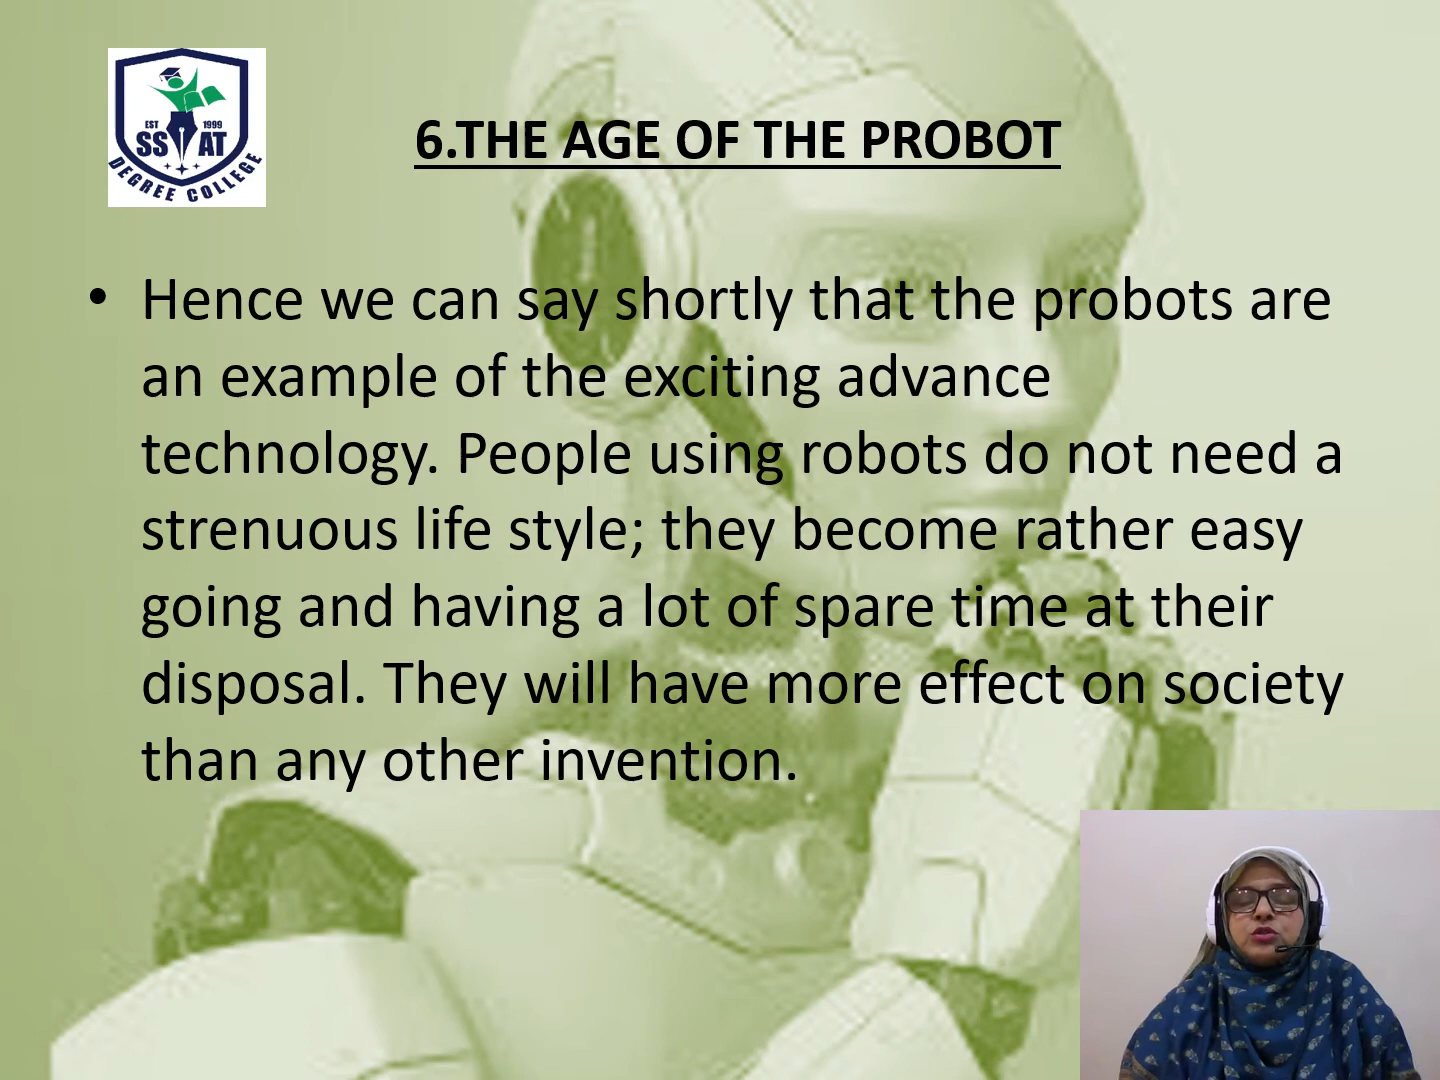 EST 1999
SS AT
DEGREE COLLEGE
6.THE AGE OF THE PROBOT
• Hence we can say shortly that the probots are
an example of the exciting advance
technology. People using robots do not need a
strenuous life style; they become rather easy
going and having a lot of spare time at their
disposal. They will have more effect on society
than any other invention.